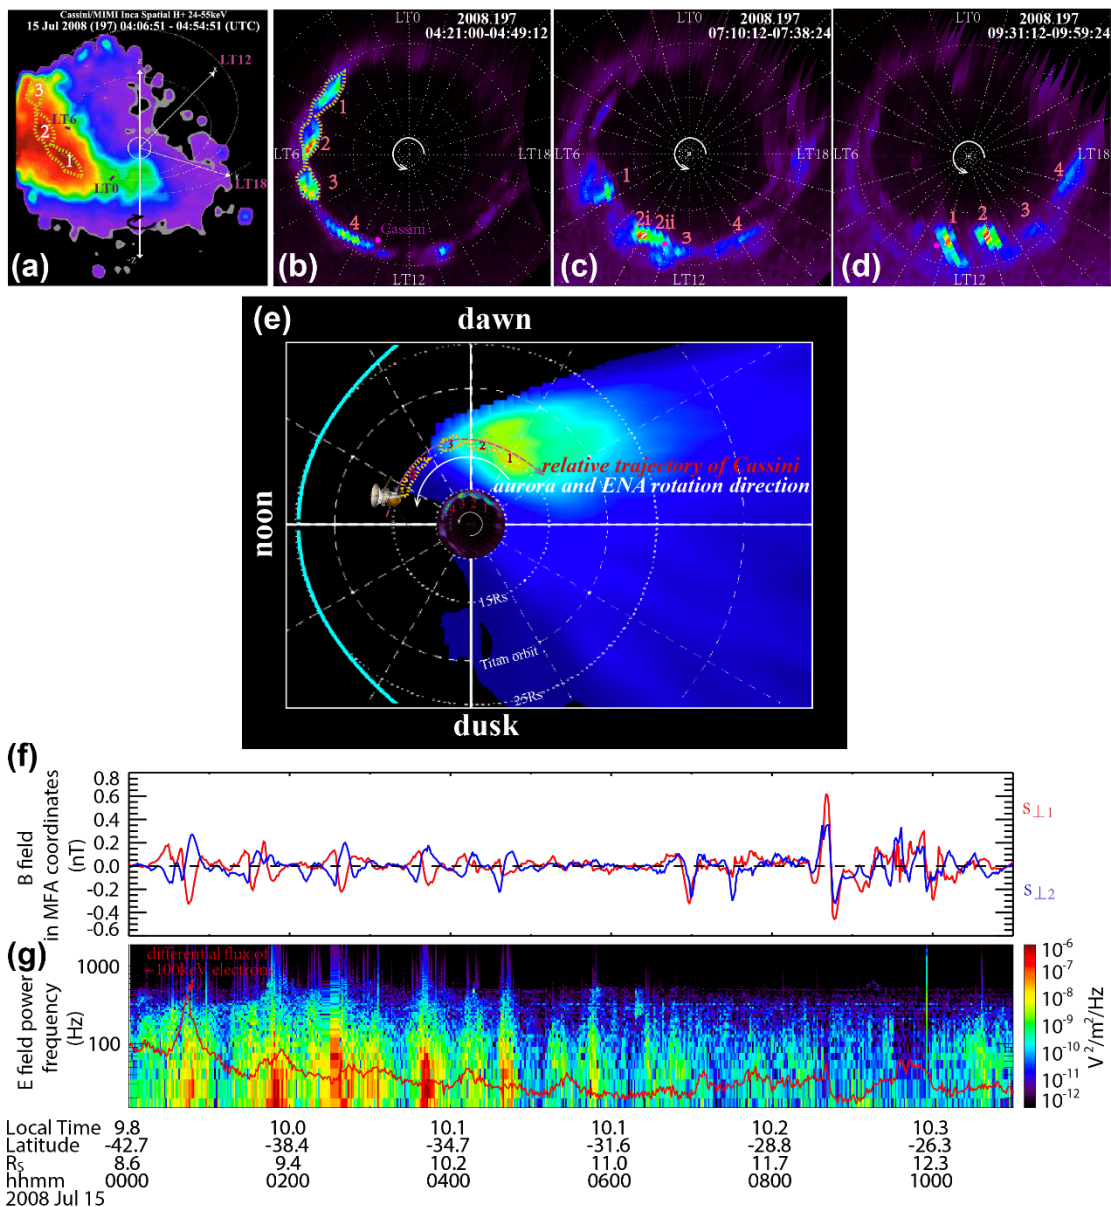 Cassini/MIMI Inca Spatial H+ 24-55keV
15 Jul 2008 (197) 04:06:51 - 04:54:51 (UTC)
LT12
z
3
2
LT6
1
LT0
LT18
-z
(a)
LT0
2008.197
04:21:00-04:49:12
1
LT6
2
LT18
3
4
Cassini
LT12
(b)
LT0
2008.197
07:10:12-07:38:24
LT6
LT18
1
2i
2ii
3
4
LT12
(c)
LT0
2008.197
09:31:12-09:59:24
LT6
LT18
4
1
2
3
LT12
(d)
(e)
dawn
noon
3
2
1
relative trajectory of Cassini
aurora and ENA rotation direction
4 3 2 1
15Rs
Titan orbit
25Rs
dusk
(f)
B field
in MFA coordinates
(nT)
0.8
0.6
0.4
0.2
0.0
-0.2
-0.4
-0.6
S⊥1
S⊥2
(g)
E field power
frequency
(Hz)
1000
100
differential flux of
~100keV electron
10⁻⁶
10⁻⁷
10⁻⁸
10⁻⁹
10⁻¹⁰
10⁻¹¹
10⁻¹²
V²/m²/Hz
Local Time 9.8 10.0 10.1 10.1 10.2 10.3
Latitude -42.7 -38.4 -34.7 -31.6 -28.8 -26.3
Rs 8.6 9.4 10.2 11.0 11.7 12.3
hhmm 0000 0200 0400 0600 0800 1000
2008 Jul 15